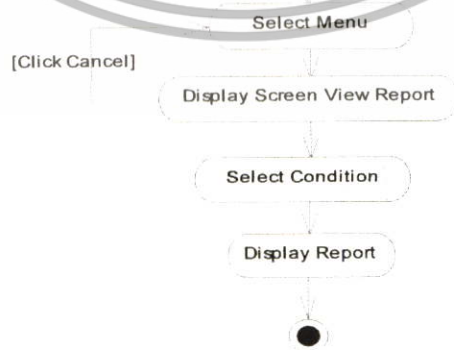 Select Menu
[Click Cancel]
Display Screen View Report
Select Condition
Display Report